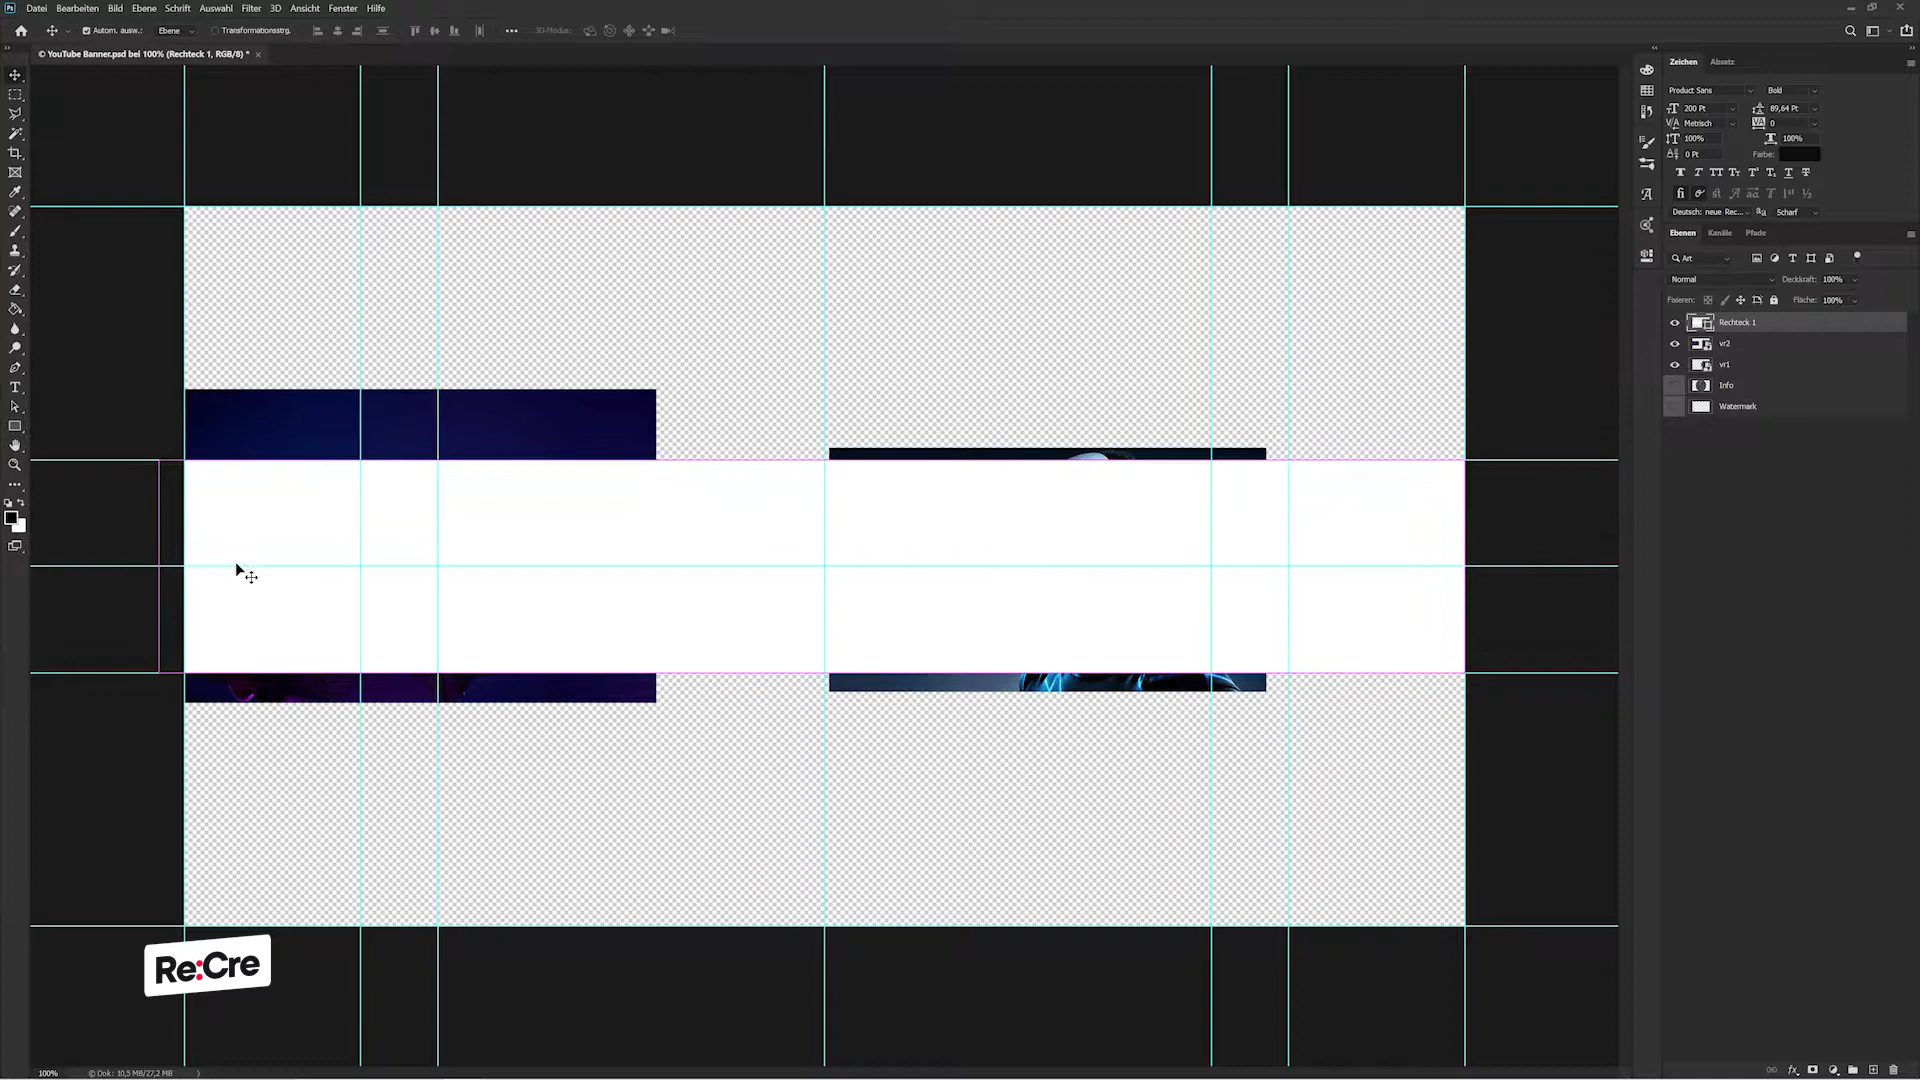 Ps Datei Bearbeiten Bild Ebene Schrift Auswahl Filter 3D Ansicht Fenster Hilfe
Autom. ausw.: Ebene Transformationsstrg. 3D-Modus:
© YouTube Banner.psd bei 100% (Rechteck 1, RGB/8) *
Zeichen Absatz
Product Sans Bold
200 Pt 89,64 Pt
Metrisch 0
100% 100%
0 Pt Farbe:
Deutsch: neue Rec... Scharf
Ebenen Kanäle Pfade
Art
Normal Deckkraft: 100%
Fixieren: Fläche: 100%
Rechteck 1
vr2
vr1
Info
Watermark
Re:Cre
100% © Dok: 10,5 MB/27,2 MB